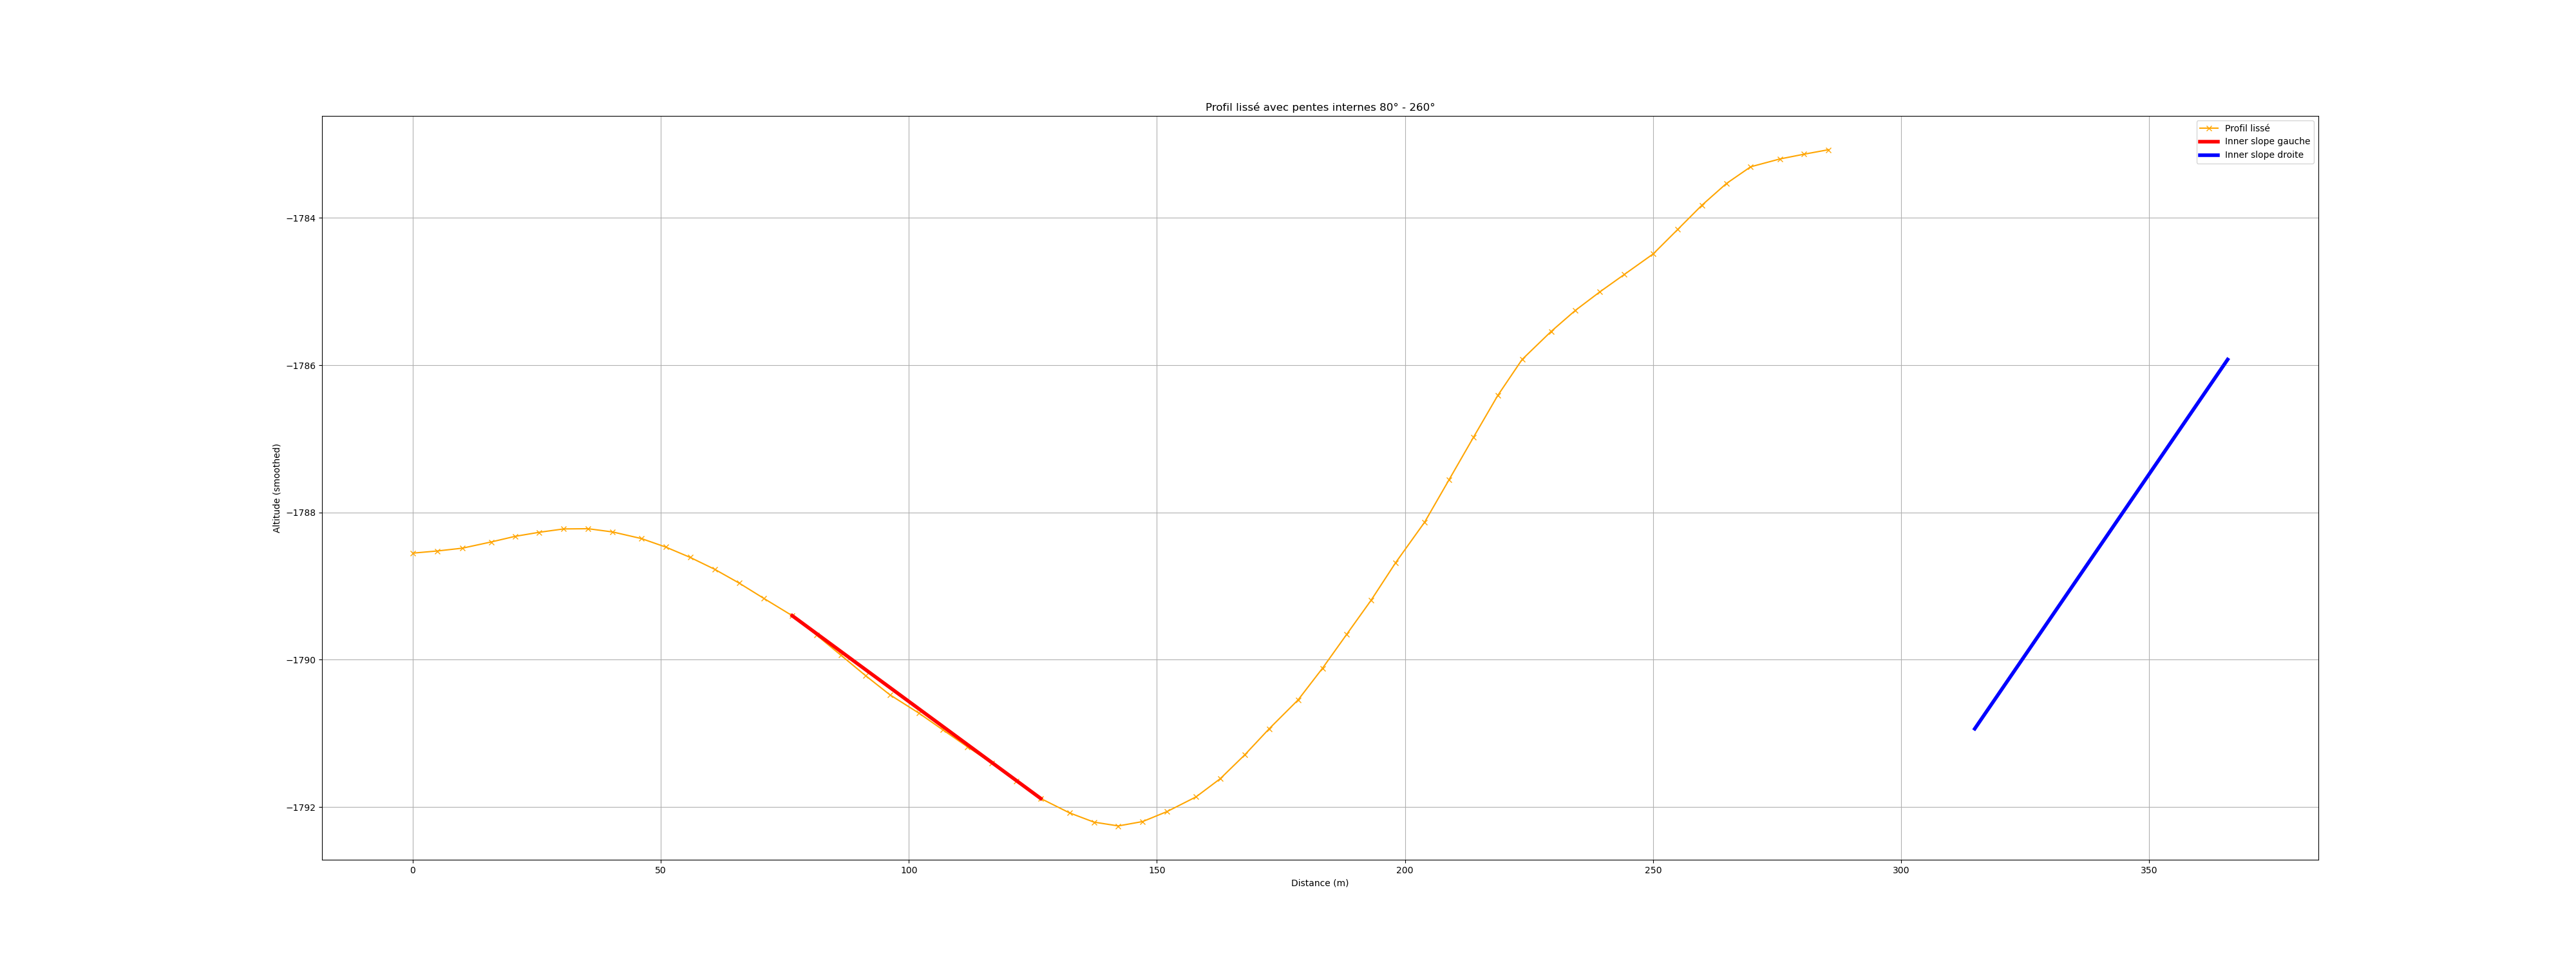 Profil lissé avec pentes internes 80° - 260°
Profil lissé
Inner slope gauche
Inner slope droite
Altitude (smoothed)
−1784
−1786
−1788
−1790
−1792
0 50 100 150 200 250 300 350
Distance (m)